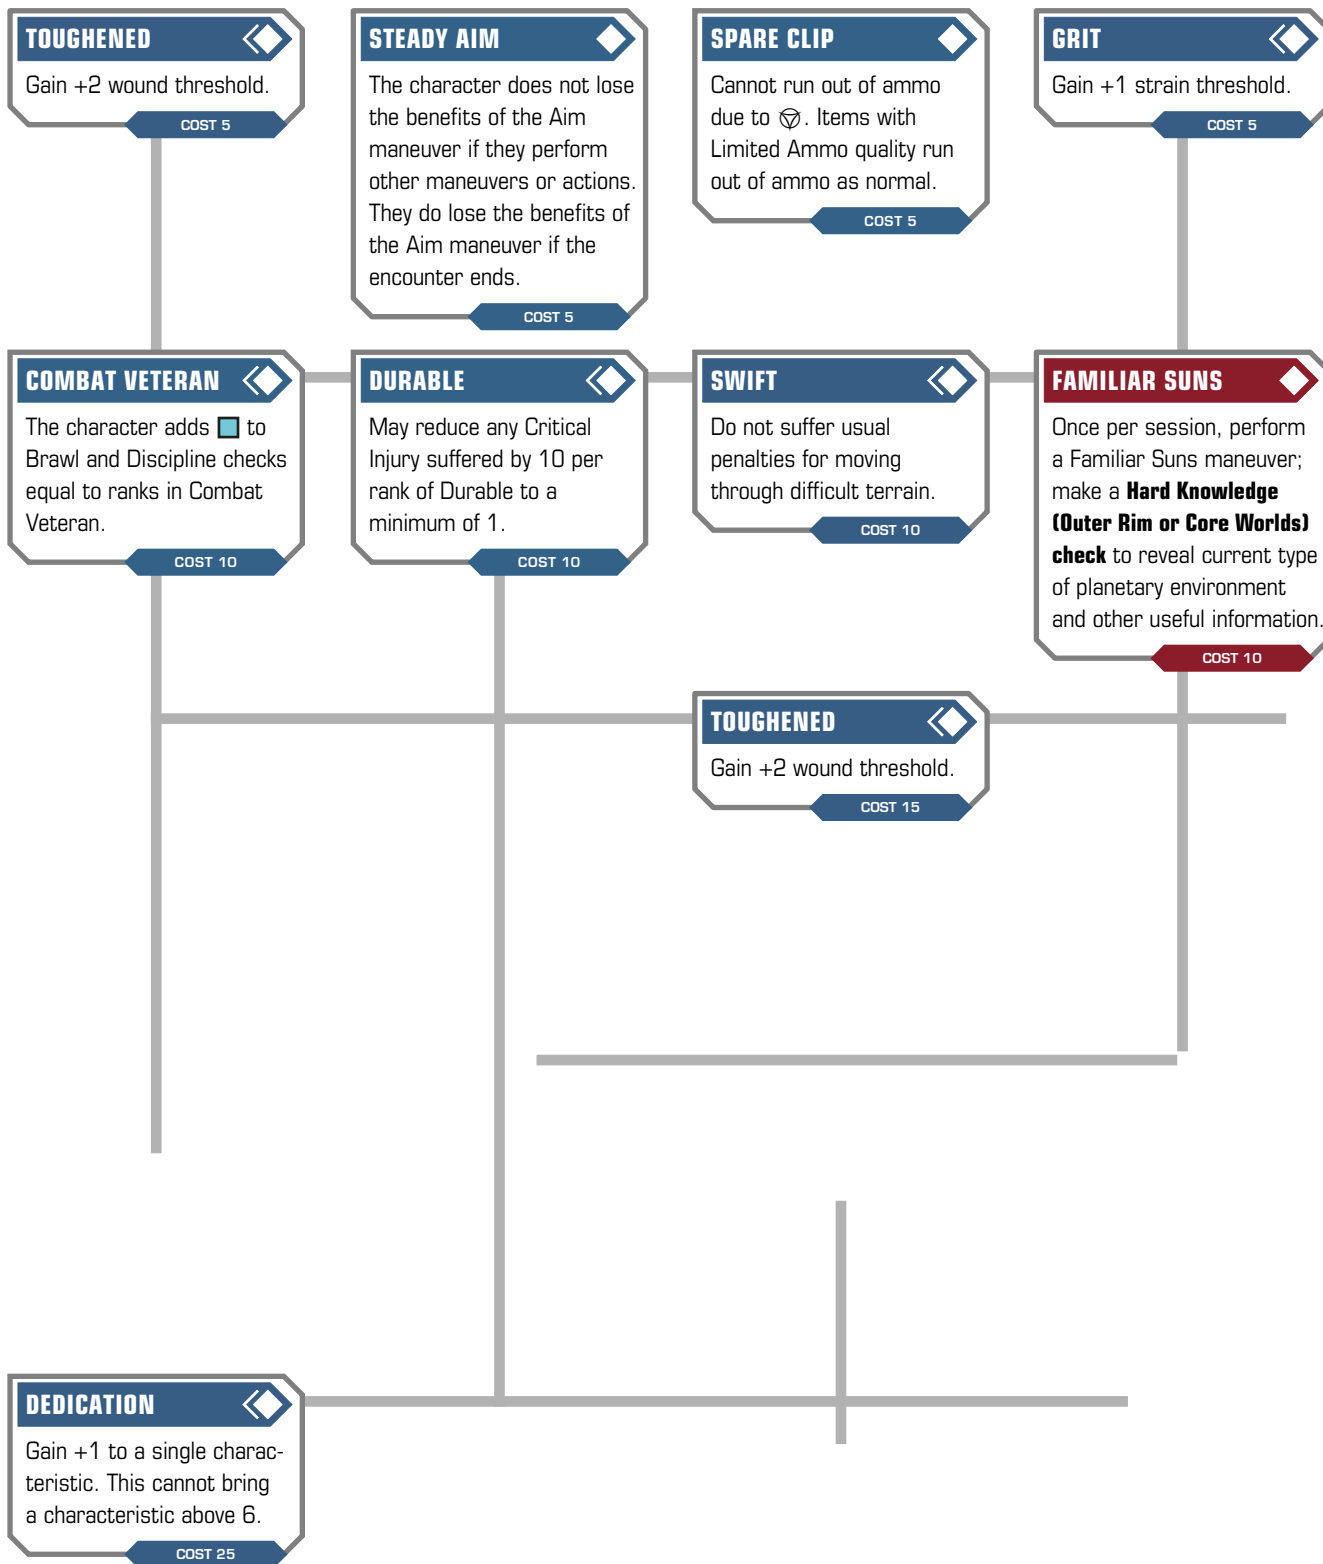 TOUGHENED
Gain +2 wound threshold.
COST 5
STEADY AIM
The character does not lose
the benefits of the Aim
maneuver if they perform
other maneuvers or actions.
They do lose the benefits of
the Aim maneuver if the
encounter ends.
COST 5
SPARE CLIP
Cannot run out of ammo
due to . Items with
Limited Ammo quality run
out of ammo as normal.
COST 5
GRIT
Gain +1 strain threshold.
COST 5
COMBAT VETERAN
The character adds to
Brawl and Discipline checks
equal to ranks in Combat
Veteran.
COST 10
DURABLE
May reduce any Critical
Injury suffered by 10 per
rank of Durable to a
minimum of 1.
COST 10
SWIFT
Do not suffer usual
penalties for moving
through difficult terrain.
COST 10
FAMILIAR SUNS
Once per session, perform
a Familiar Suns maneuver;
make a Hard Knowledge
(Outer Rim or Core Worlds)
check to reveal current type
of planetary environment
and other useful information.
COST 10
TOUGHENED
Gain +2 wound threshold.
COST 15
DEDICATION
Gain +1 to a single charac-
teristic. This cannot bring
a characteristic above 6.
COST 25